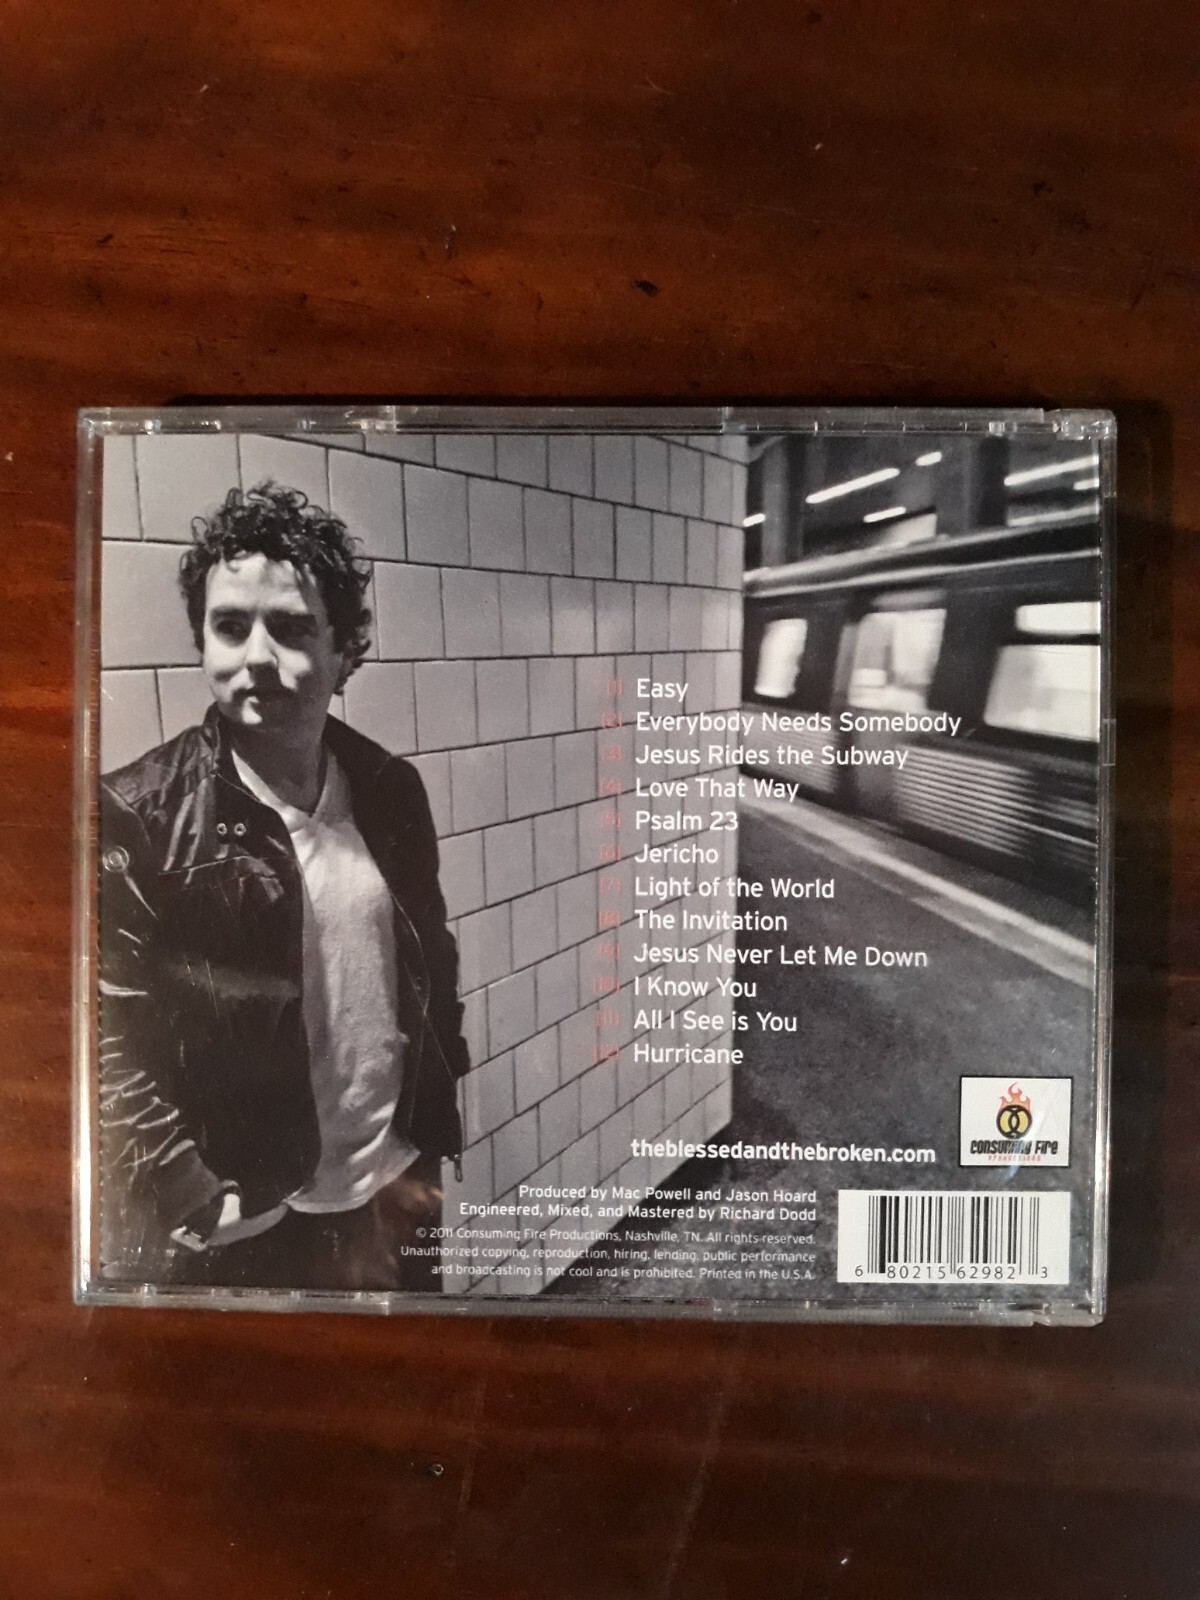 [1] Easy
[2] Everybody Needs Somebody
[3] Jesus Rides the Subway
[4] Love That Way
[5] Psalm 23
[6] Jericho
[7] Light of the World
[8] The Invitation
[9] Jesus Never Let Me Down
[10] I Know You
[11] All I See is You
[12] Hurricane
theblessedandthebroken.com
CONSUMING FIRE
PRODUCTIONS
Produced by Mac Powell and Jason Hoard
Engineered, Mixed, and Mastered by Richard Dodd
© 2011 Consuming Fire Productions, Nashville, TN. All rights reserved.
Unauthorized copying, reproduction, hiring, lending, public performance
and broadcasting is not cool and is prohibited. Printed in the U.S.A.
6 80215 62982 3